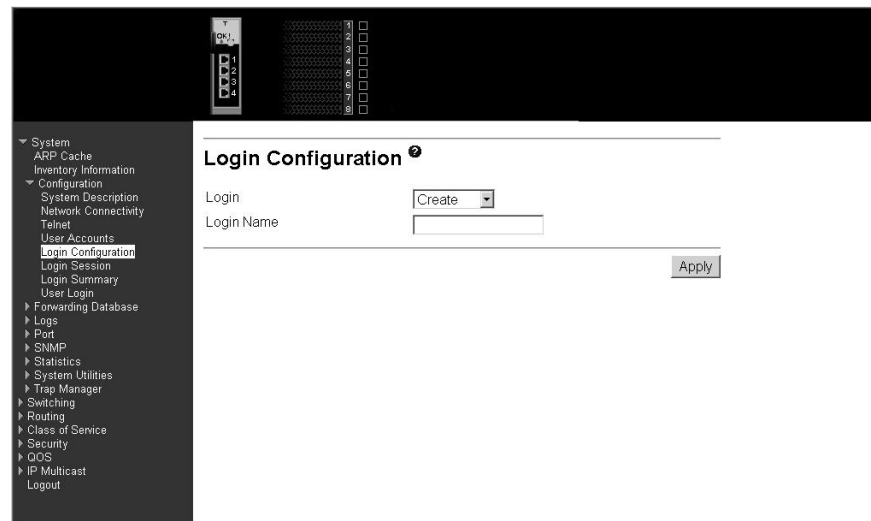 T
OK!
1
2
3
4
1
2
3
4
5
6
7
8
System
ARP Cache
Inventory Information
Configuration
System Description
Network Connectivity
Telnet
User Accounts
Login Configuration
Login Session
Login Summary
User Login
Forwarding Database
Logs
Port
SNMP
Statistics
System Utilities
Trap Manager
Switching
Routing
Class of Service
Security
QOS
IP Multicast
Logout
Login Configuration ?
Login Create
Login Name
Apply